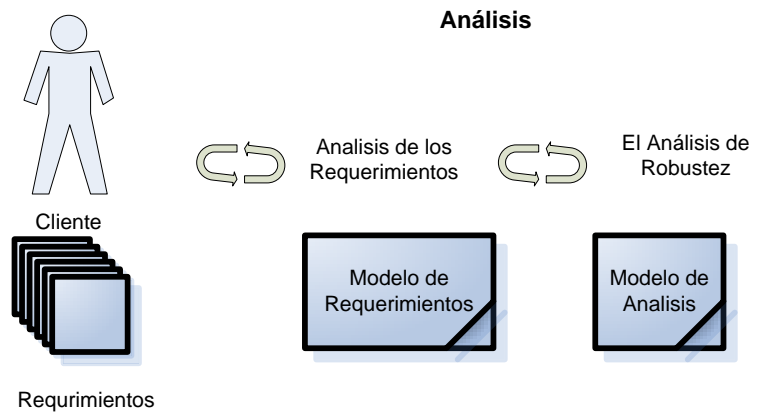 Análisis
Analisis de los
Requerimientos
El Análisis de
Robustez
Cliente
Modelo de
Requerimientos
Modelo de
Analisis
Requrimientos